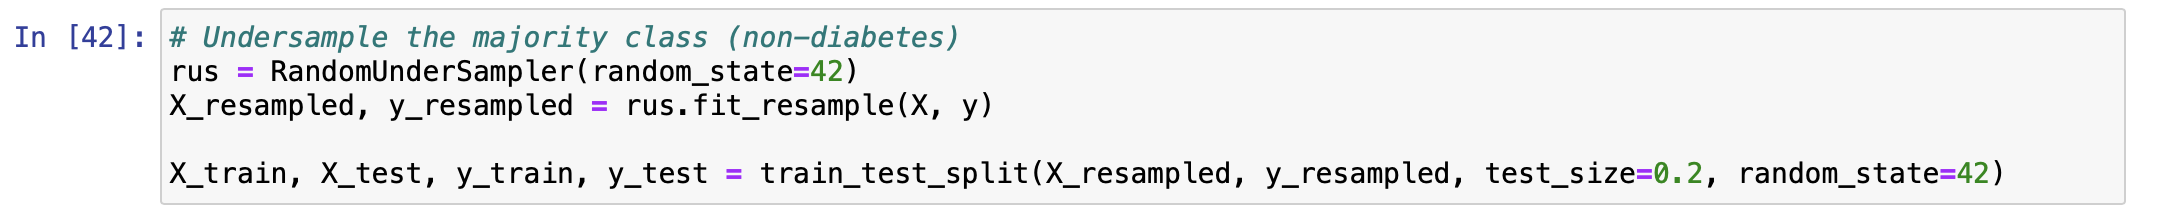 In [42]: # Undersample the majority class (non-diabetes)
rus = RandomUnderSampler(random_state=42)
X_resampled, y_resampled = rus.fit_resample(X, y)
X_train, X_test, y_train, y_test = train_test_split(X_resampled, y_resampled, test_size=0.2, random_state=42)